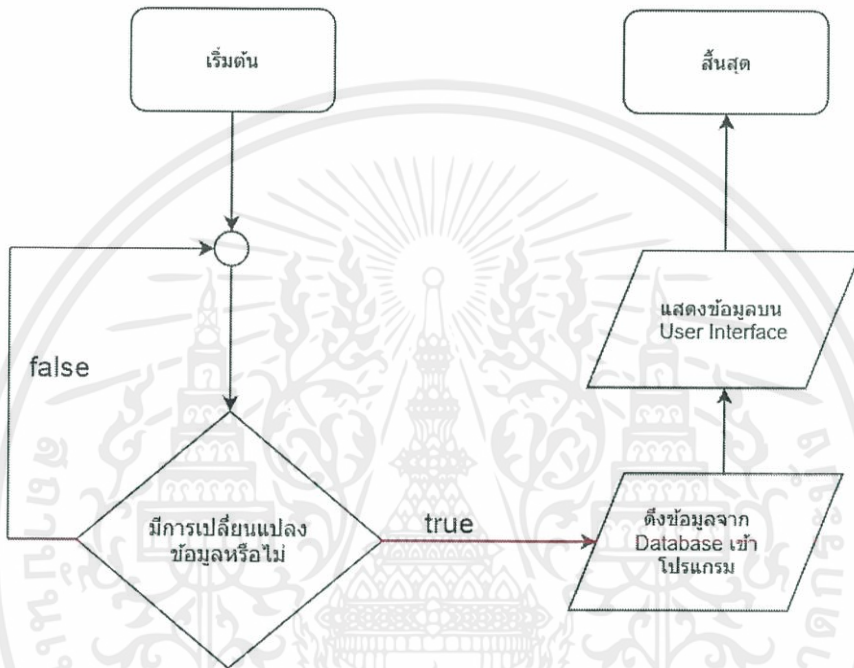 เริ่มต้น
สิ้นสุด
แสดงข้อมูลบน
User Interface
false
มีการเปลี่ยนแปลง
ข้อมูลหรือไม่
true
ดึงข้อมูลจาก
Database เข้า
โปรแกรม